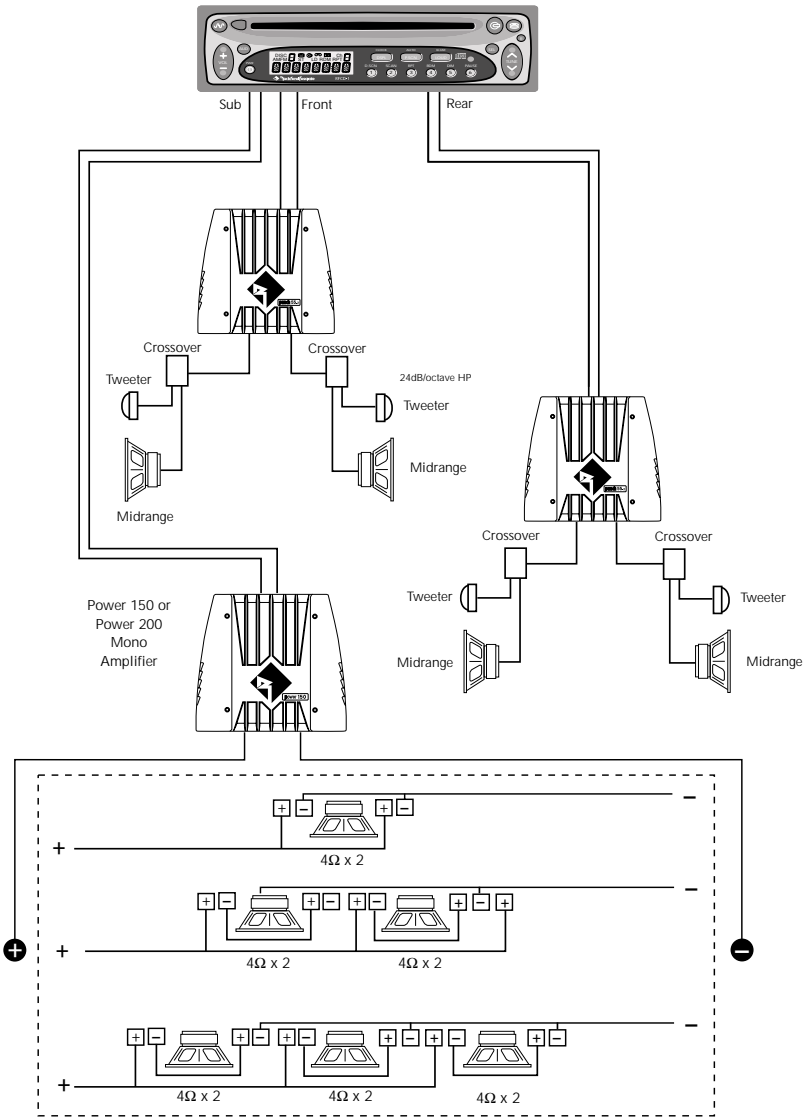 Sub
Front
Rear
Crossover
Crossover
Tweeter
24dB/octave HP
Tweeter
Midrange
Midrange
Crossover
Crossover
Tweeter
Tweeter
Midrange
Midrange
Power 150 or
Power 200
Mono
Amplifier
+ − + − −
+
4Ω x 2
+ − + − + − + − + −
+
4Ω x 2 4Ω x 2
+ −
+ − + − + − + − + − + − −
+
4Ω x 2 4Ω x 2 4Ω x 2